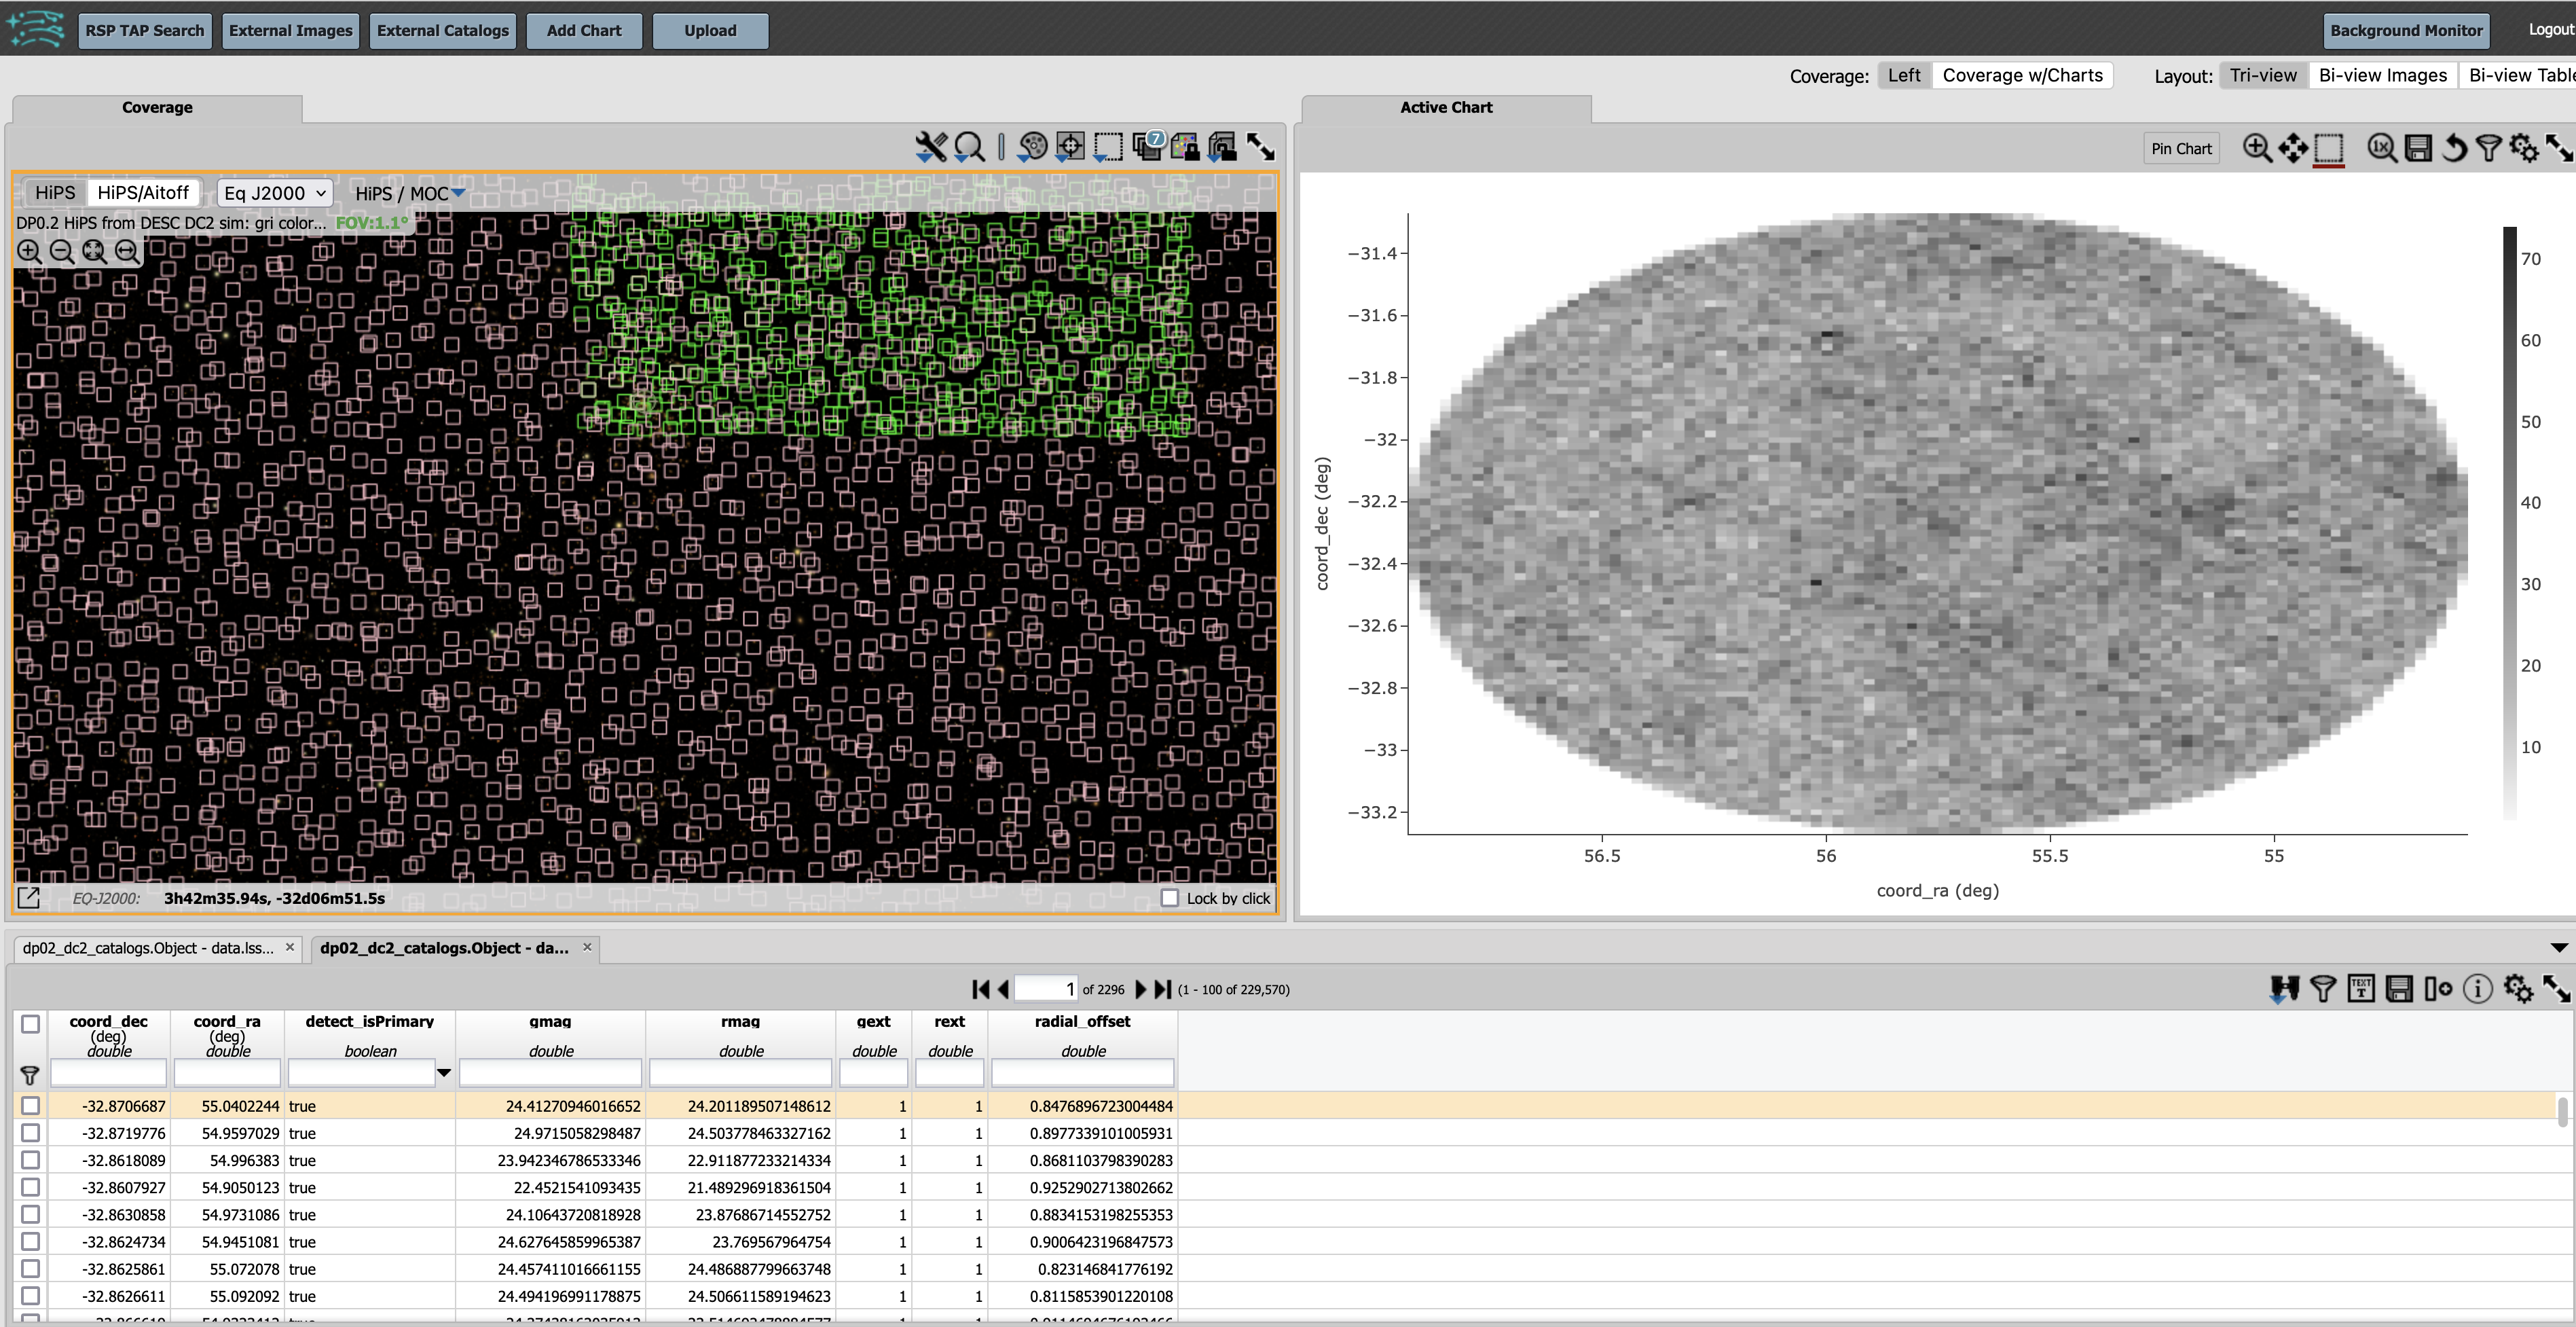 RSP TAP Search External Images External Catalogs Add Chart Upload Background Monitor Logout
Coverage: Left Coverage w/Charts Layout: Tri-view Bi-view Images Bi-view Table
Coverage
Active Chart
7
Pin Chart
1x
HiPS HiPS/Aitoff Eq J2000 HiPS / MOC
DP0.2 HiPS from DESC DC2 sim: gri color... FOV:1.1°
EQ-J2000: 3h42m35.94s, -32d06m51.5s Lock by click
−31.4
−31.6
−31.8
−32
−32.2
−32.4
−32.6
−32.8
−33
−33.2
coord_dec (deg)
56.5 56 55.5 55
coord_ra (deg)
70
60
50
40
30
20
10
dp02_dc2_catalogs.Object - data.lss... × dp02_dc2_catalogs.Object - da... ×
1 of 2296 (1 - 100 of 229,570)
TEXT T
i
coord_dec coord_ra detect_isPrimary gmag rmag gext rext radial_offset
(deg) (deg)
double double boolean double double double double double
-32.8706687 55.0402244 true 24.41270946016652 24.201189507148612 1 1 0.8476896723004484
-32.8719776 54.9597029 true 24.9715058298487 24.503778463327162 1 1 0.8977339101005931
-32.8618089 54.996383 true 23.942346786533346 22.911877233214334 1 1 0.8681103798390283
-32.8607927 54.9050123 true 22.4521541093435 21.489296918361504 1 1 0.9252902713802662
-32.8630858 54.9731086 true 24.10643720818928 23.87686714552752 1 1 0.8834153198255353
-32.8624734 54.9451081 true 24.627645859965387 23.769567964754 1 1 0.9006423196847573
-32.8625861 55.072078 true 24.457411016661155 24.486887799663748 1 1 0.823146841776192
-32.8626611 55.092092 true 24.494196991178875 24.506611589194623 1 1 0.8115853901220108